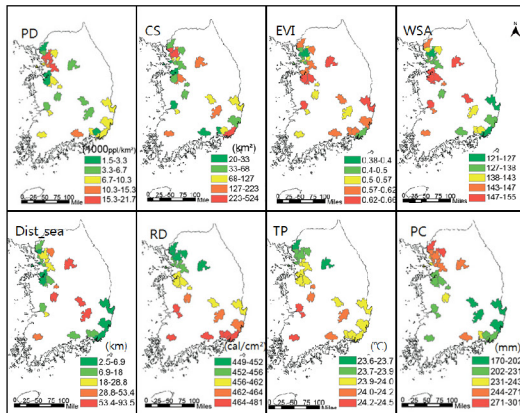 PD
(1000ppl/km²)
1.5-3.3
3.3-6.7
6.7-10.3
10.3-15.3
15.3-21.7
0 25 50 75 100
Mile
CS
(km²)
20-33
33-68
68-127
127-223
223-524
0 25 50 75 100
Miles
EVI
0.38-0.4
0.4-0.5
0.5-0.57
0.57-0.62
0.62-0.66
0 25 50 75 100
Miles
WSA
N
121-127
127-138
138-143
143-147
147-155
0 25 50 75 100
Miles
Dist_sea
(km)
2.5-6.9
6.9-18
18-28.8
28.8-53.4
53.4-93.5
0 25 50 75 100
Miles
RD
(cal/cm²)
449-452
452-456
456-462
462-464
464-481
0 25 50 75 100
Miles
TP
(℃)
23.6-23.7
23.7-23.9
23.9-24.0
24.0-24.2
24.2-24.5
0 25 50 75 100
Miles
PC
(mm)
170-202
202-231
231-243
244-271
271-301
0 25 50 75 100
Miles